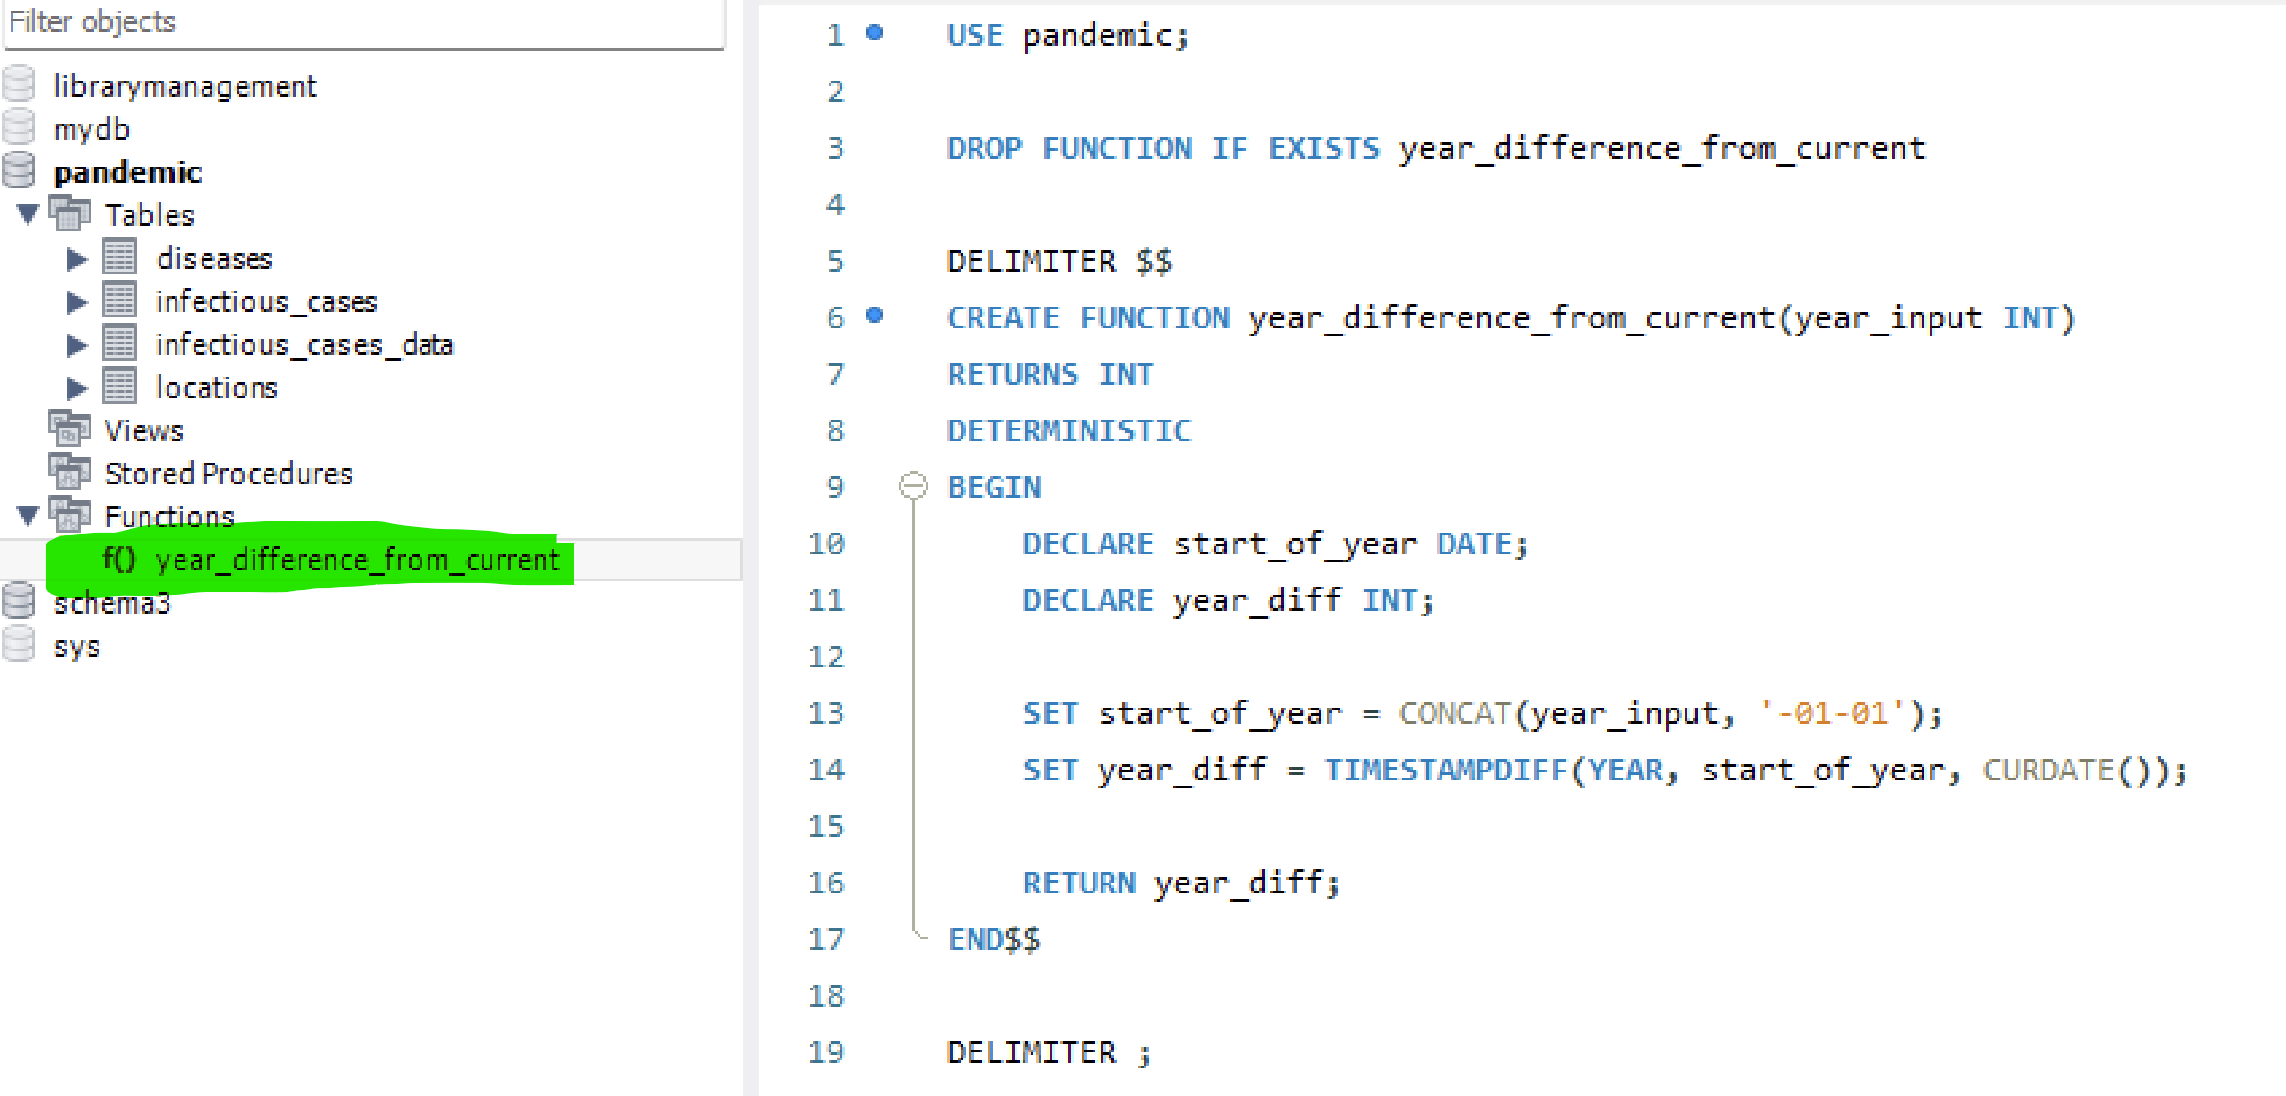 Filter objects
librarymanagement
mydb
pandemic
Tables
diseases
infectious_cases
infectious_cases_data
locations
Views
Stored Procedures
Functions
f() year_difference_from_current
schema3
sys
1 USE pandemic;
2
3 DROP FUNCTION IF EXISTS year_difference_from_current
4
5 DELIMITER $$
6 CREATE FUNCTION year_difference_from_current(year_input INT)
7 RETURNS INT
8 DETERMINISTIC
9 BEGIN
10 DECLARE start_of_year DATE;
11 DECLARE year_diff INT;
12
13 SET start_of_year = CONCAT(year_input, '-01-01');
14 SET year_diff = TIMESTAMPDIFF(YEAR, start_of_year, CURDATE());
15
16 RETURN year_diff;
17 END$$
18
19 DELIMITER ;